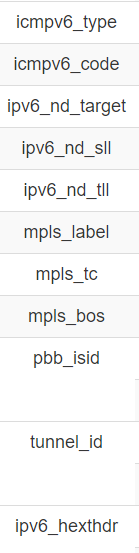 icmpv6_type
icmpv6_code
ipv6_nd_target
ipv6_nd_sll
ipv6_nd_tll
mpls_label
mpls_tc
mpls_bos
pbb_isid
tunnel_id
ipv6_hexthdr